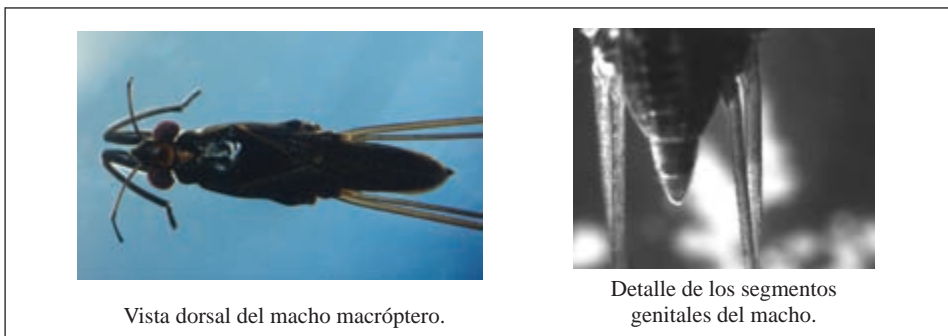 Vista dorsal del macho macróptero.
Detalle de los segmentos
genitales del macho.